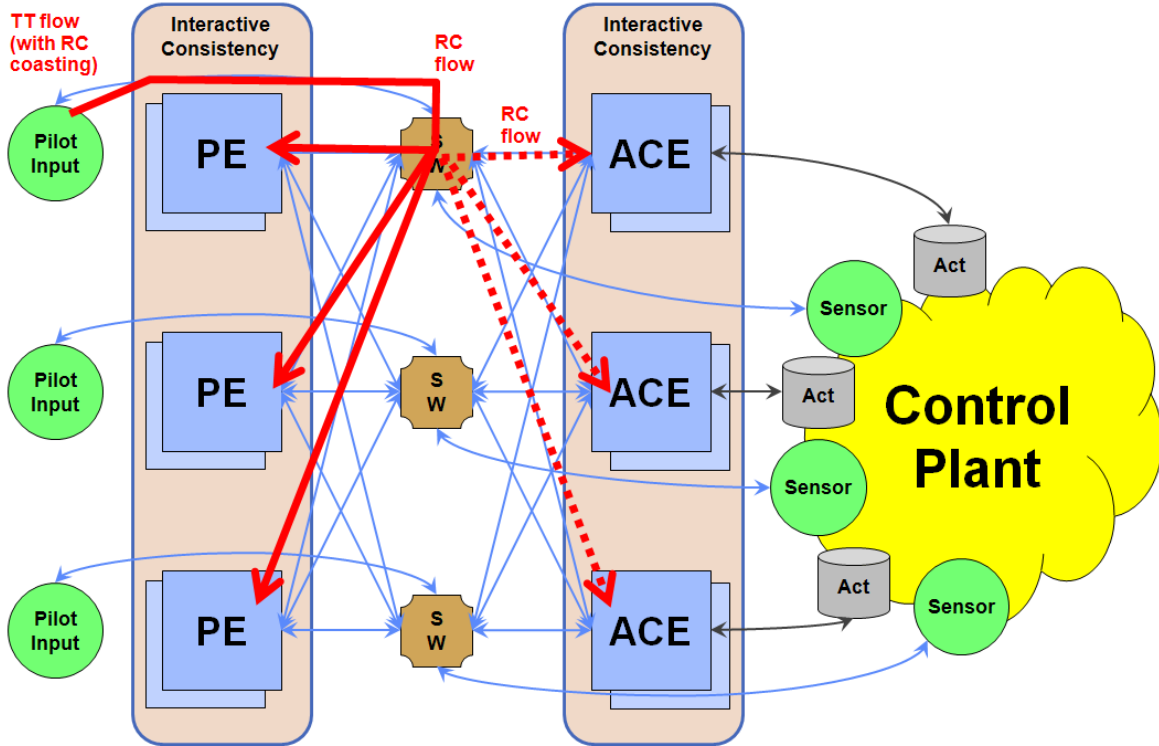 TT flow
(with RC
coasting)
Interactive
Consistency
RC
flow
Interactive
Consistency
RC
flow
Pilot
Input
PE
S
W
ACE
Act
Sensor
Pilot
Input
PE
S
W
ACE
Act
Control
Plant
Sensor
Pilot
Input
PE
S
W
ACE
Act
Sensor